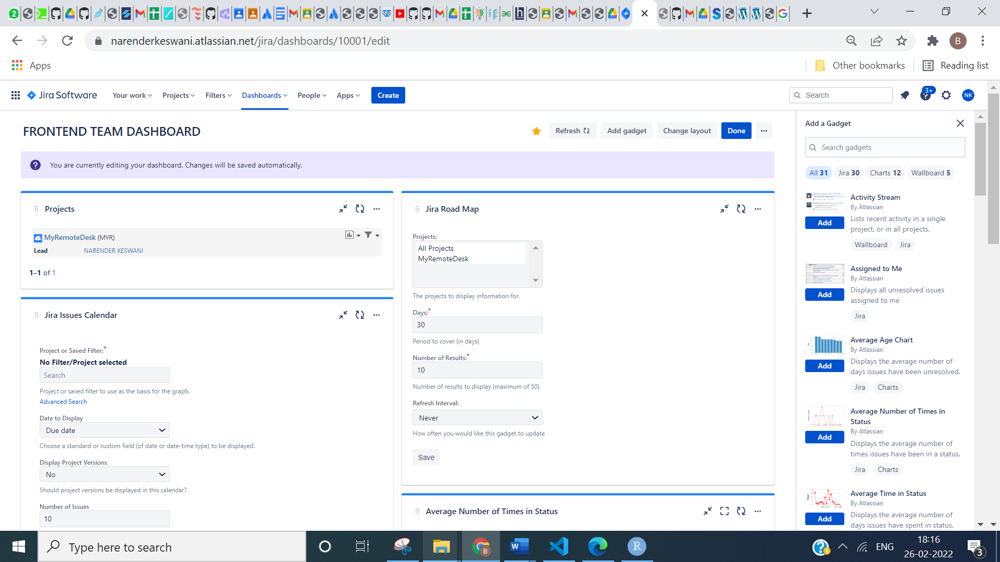 narenderkeswani.atlassian.net/jira/dashboards/10001/edit
B
Apps
Other bookmarks
Reading list
Jira Software
Your work
Projects
Filters
Dashboards
People
Apps
Create
Search
3+
NK
FRONTEND TEAM DASHBOARD
Refresh
Add gadget
Change layout
Done
You are currently editing your dashboard. Changes will be saved automatically.
Projects
MyRemoteDesk (MYR)
Lead NARENDER KESWANI
1–1 of 1
Jira Issues Calendar
Project or Saved Filter:*
No Filter/Project selected
Search
Project or saved filter to use as the basis for the graph.
Advanced Search
Date to Display
Due date
Choose a standard or custom field (of date or date-time type) to be displayed.
Display Project Versions
No
Should project versions be displayed in this calendar?
Number of Issues
10
Jira Road Map
Projects:
All Projects
MyRemoteDesk
The projects to display information for.
Days:*
30
Period to cover (in days)
Number of Results:*
10
Number of results to display (maximum of 50).
Refresh Interval:
Never
How often you would like this gadget to update
Save
Average Number of Times in Status
Add a Gadget
Search gadgets
All 31
Jira 30
Charts 12
Wallboard 5
Activity Stream
By Atlassian
Add
Lists recent activity in a single
project, or in all projects.
Wallboard
Jira
Assigned to Me
By Atlassian
Add
Displays all unresolved issues
assigned to me
Jira
Average Age Chart
By Atlassian
Add
Displays the average number of
days issues have been unresolved.
Jira
Charts
Average Number of Times in
Status
By Atlassian
Add
Displays the average number of
times issues have been in a status.
Jira
Charts
Average Time in Status
By Atlassian
Add
Displays the average number of
days issues have spent in status.
Type here to search
ENG
18:16
26-02-2022
3